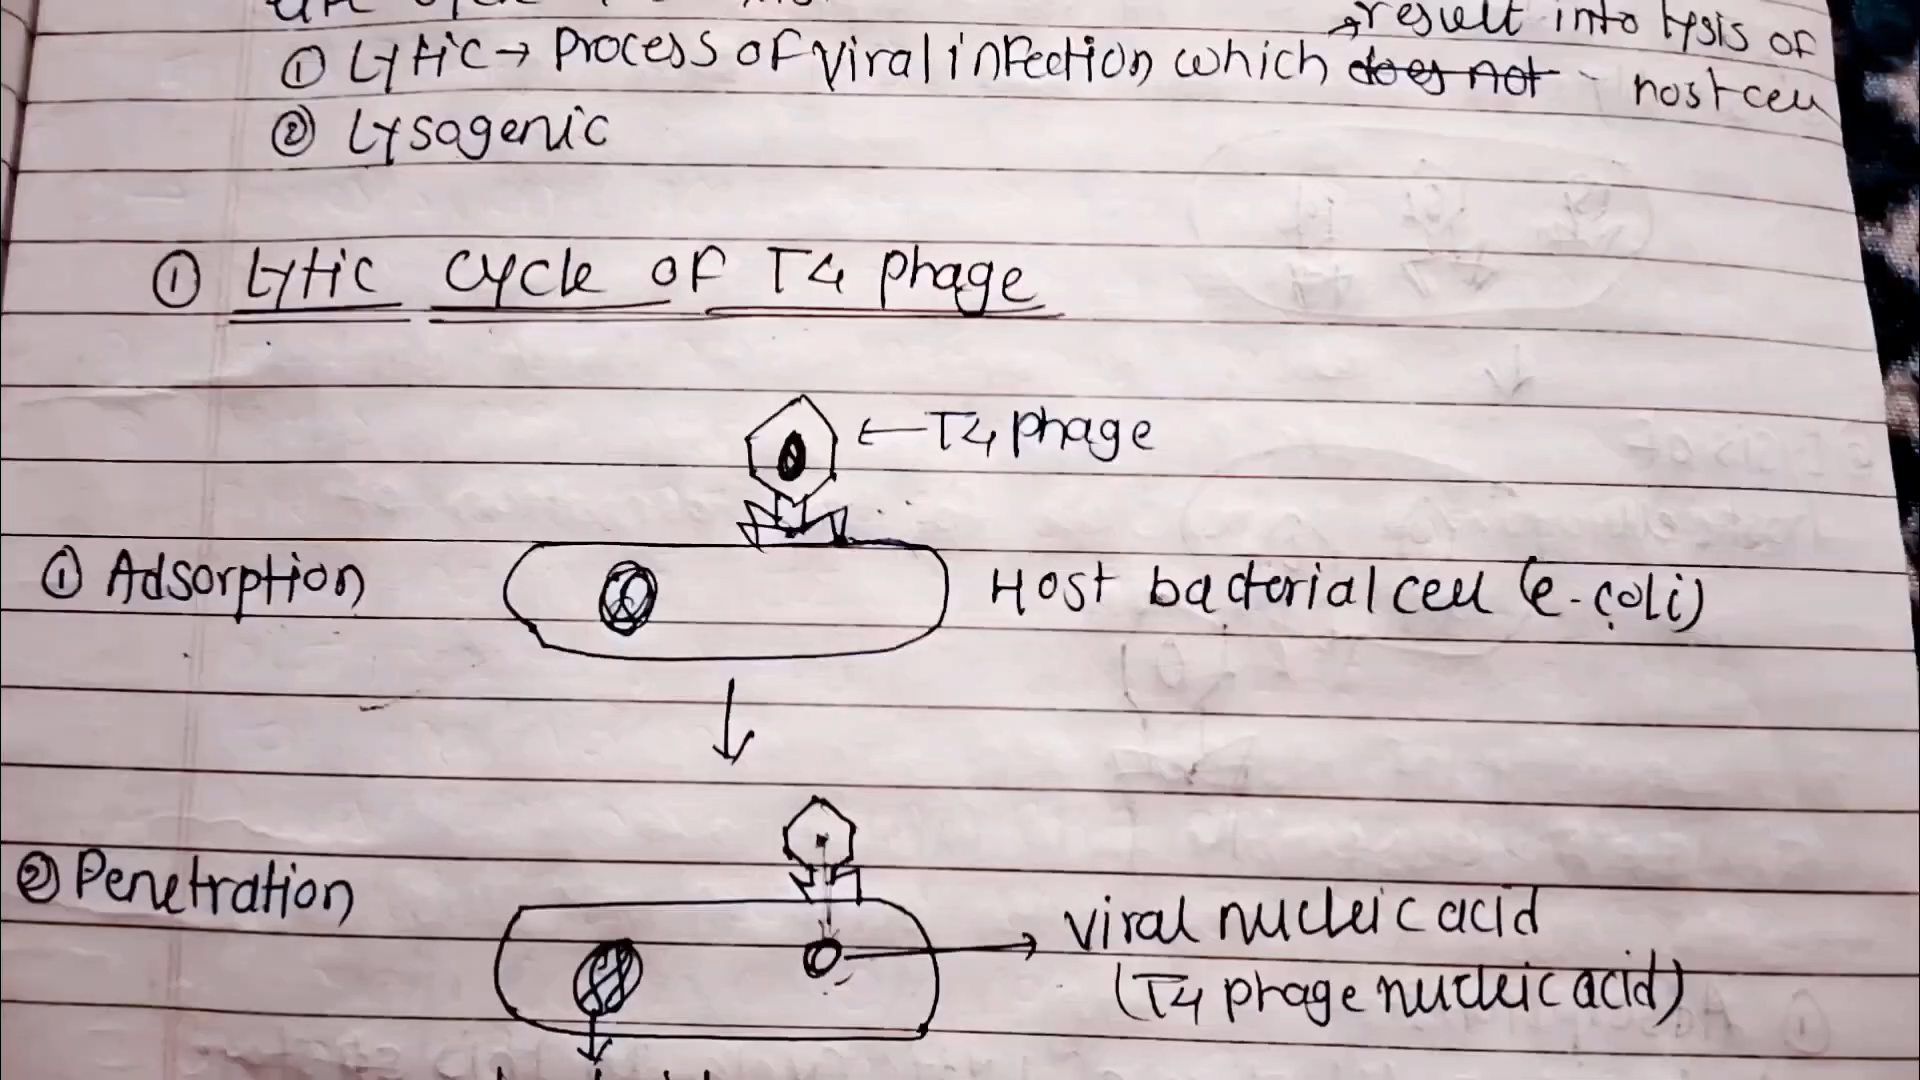 → result into lysis of
① Lytic → Process of viral infection which does not host cell
② Lysogenic
① Lytic cycle of T4 phage
← T4 phage
① Adsorption
Host bacterial cell (e. coli)
② Penetration
viral nucleic acid
(T4 phage nucleic acid)